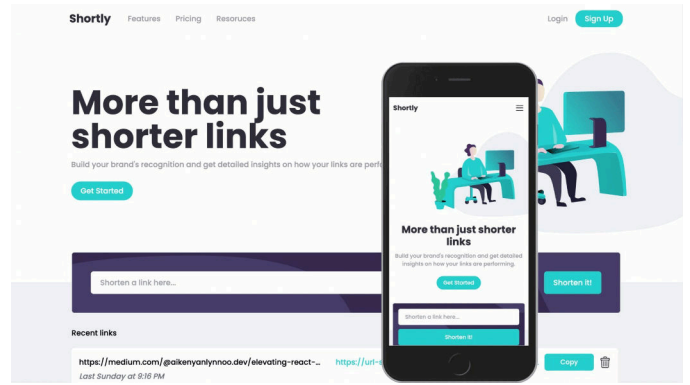 Shortly Features Pricing Resoruces Login Sign Up
More than just
shorter links
Build your brand's recognition and get detailed insights on how your links are perfo
Get Started
Shorten a link here...
Shorten it!
Recent links
https://medium.com/@aikenyanlynnoo.dev/elevating-react-... https://url-s
Copy
Last Sunday at 9:16 PM
Shortly
More than just shorter
links
Build your brand's recognition and get detailed
insights on how your links are performing.
Get Started
Shorten a link here...
Shorten it!